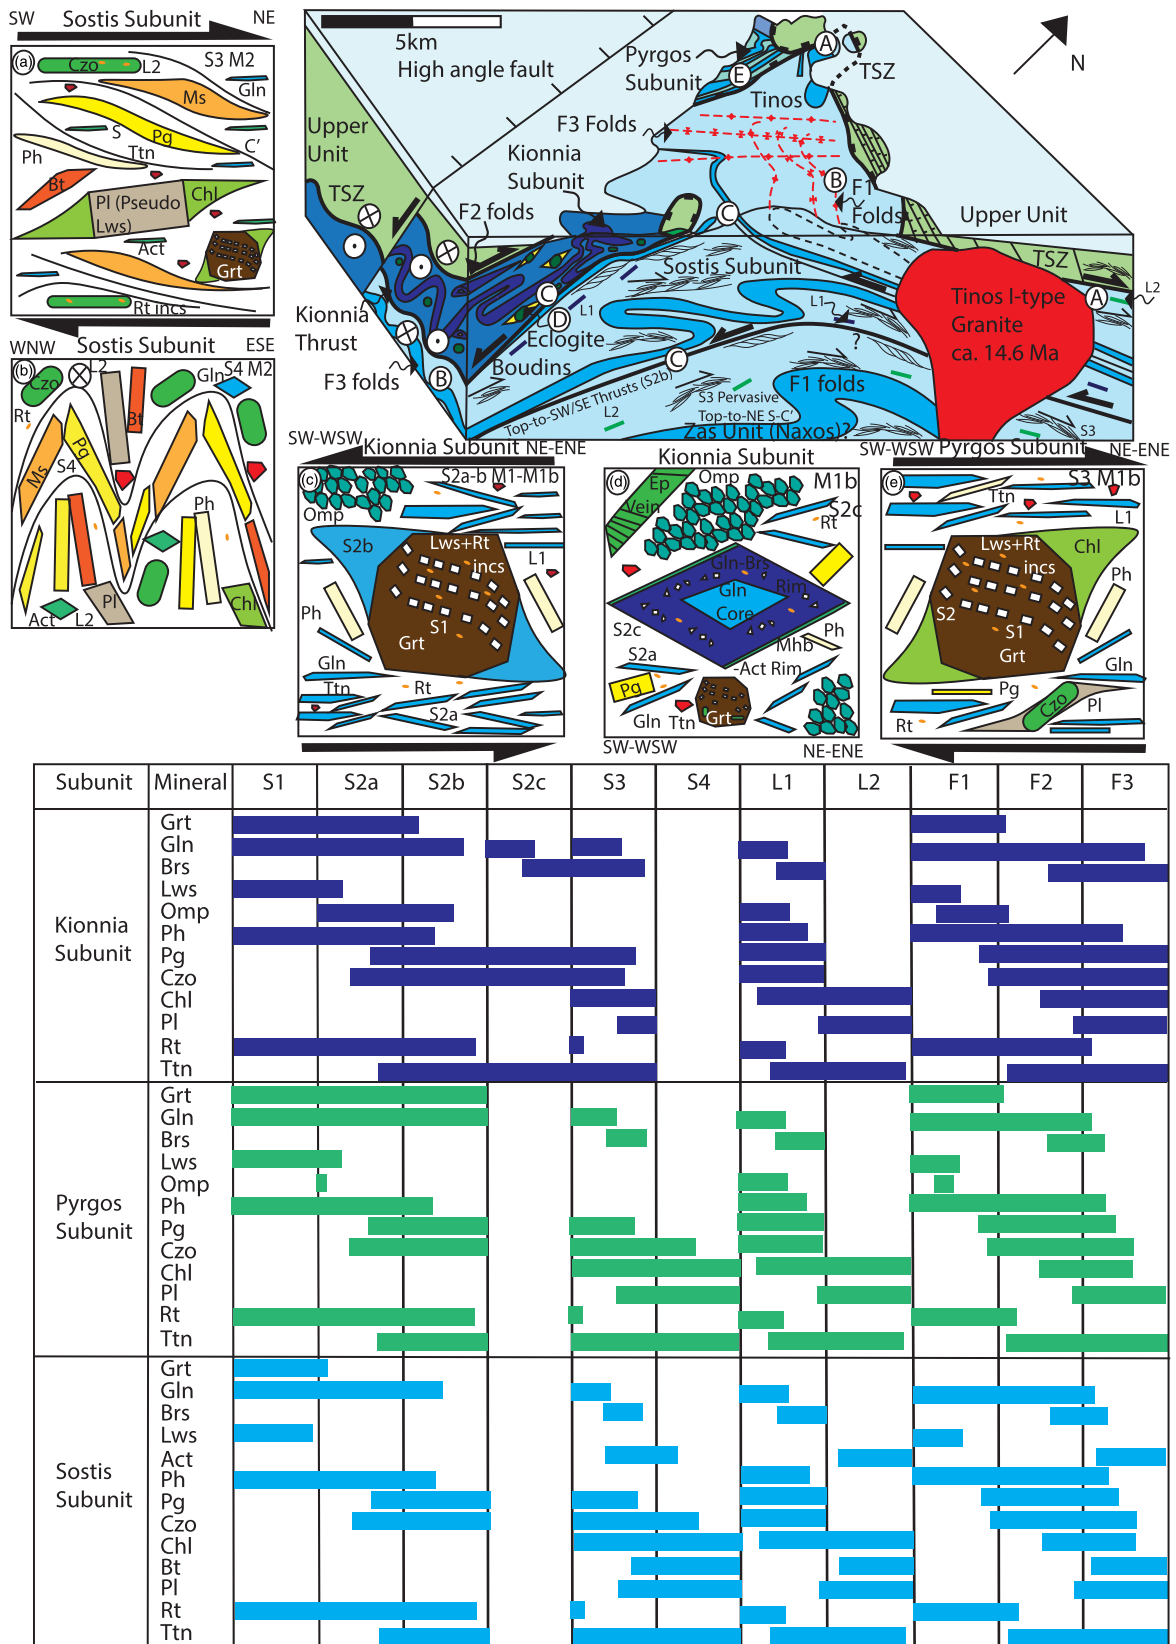 SW
Sostis Subunit
NE
(a)
Czo
L2
S3 M2
Gln
Ms
S
Pg
C'
Ph
Ttn
Bt
Pl (Pseudo
Lws)
Chl
Act
Grt
Rt incs
WNW
Sostis Subunit
ESE
(b)
Czo
L2
Gln
S4 M2
Rt
Bt
Pg
Ms
S4
Ph
Act
L2
Pl
Chl
5km
High angle fault
Pyrgos
Subunit
E
A
TSZ
Tinos
N
Upper
Unit
F3 Folds
Kionnia
Subunit
TSZ
F2 folds
B
F1
Folds
C
Upper Unit
Sostis Subunit
TSZ
L2
Kionnia
Thrust
C
D
L1
Eclogite
Boudins
L1
?
Tinos I-type
Granite
ca. 14.6 Ma
A
F3 folds
B
C
F1 folds
Top-to-SW/SE Thrusts (S2b)
L2
S3 Pervasive
Top-to-NE S-C'
Zas Unit (Naxos)?
S3
SW-WSW
Kionnia Subunit
NE-ENE
(c)
S2a-b M1-M1b
Omp
S2b
Lws+Rt
incs
L1
Ph
S1
Grt
Gln
Ttn
Rt
S2a
Kionnia Subunit
(d)
Ep
Vein
Omp
M1b
S2c
Rt
Gln-Brs
Rim
Gln
Core
S2c
Ph
Mhb
S2a
-Act Rim
Pg
Gln
Ttn
Grt
SW-WSW
NE-ENE
SW-WSW
Pyrgos Subunit
NE-ENE
(e)
S3 M1b
Ttn
L1
Lws+Rt
incs
Chl
Ph
S2
S1
Grt
Gln
Pg
Czo
Pl
Rt
Subunit Mineral S1 S2a S2b S2c S3 S4 L1 L2 F1 F2 F3
Kionnia
Subunit
Grt
Gln
Brs
Lws
Omp
Ph
Pg
Czo
Chl
Pl
Rt
Ttn
Pyrgos
Subunit
Grt
Gln
Brs
Lws
Omp
Ph
Pg
Czo
Chl
Pl
Rt
Ttn
Sostis
Subunit
Grt
Gln
Brs
Lws
Act
Ph
Pg
Czo
Chl
Bt
Pl
Rt
Ttn